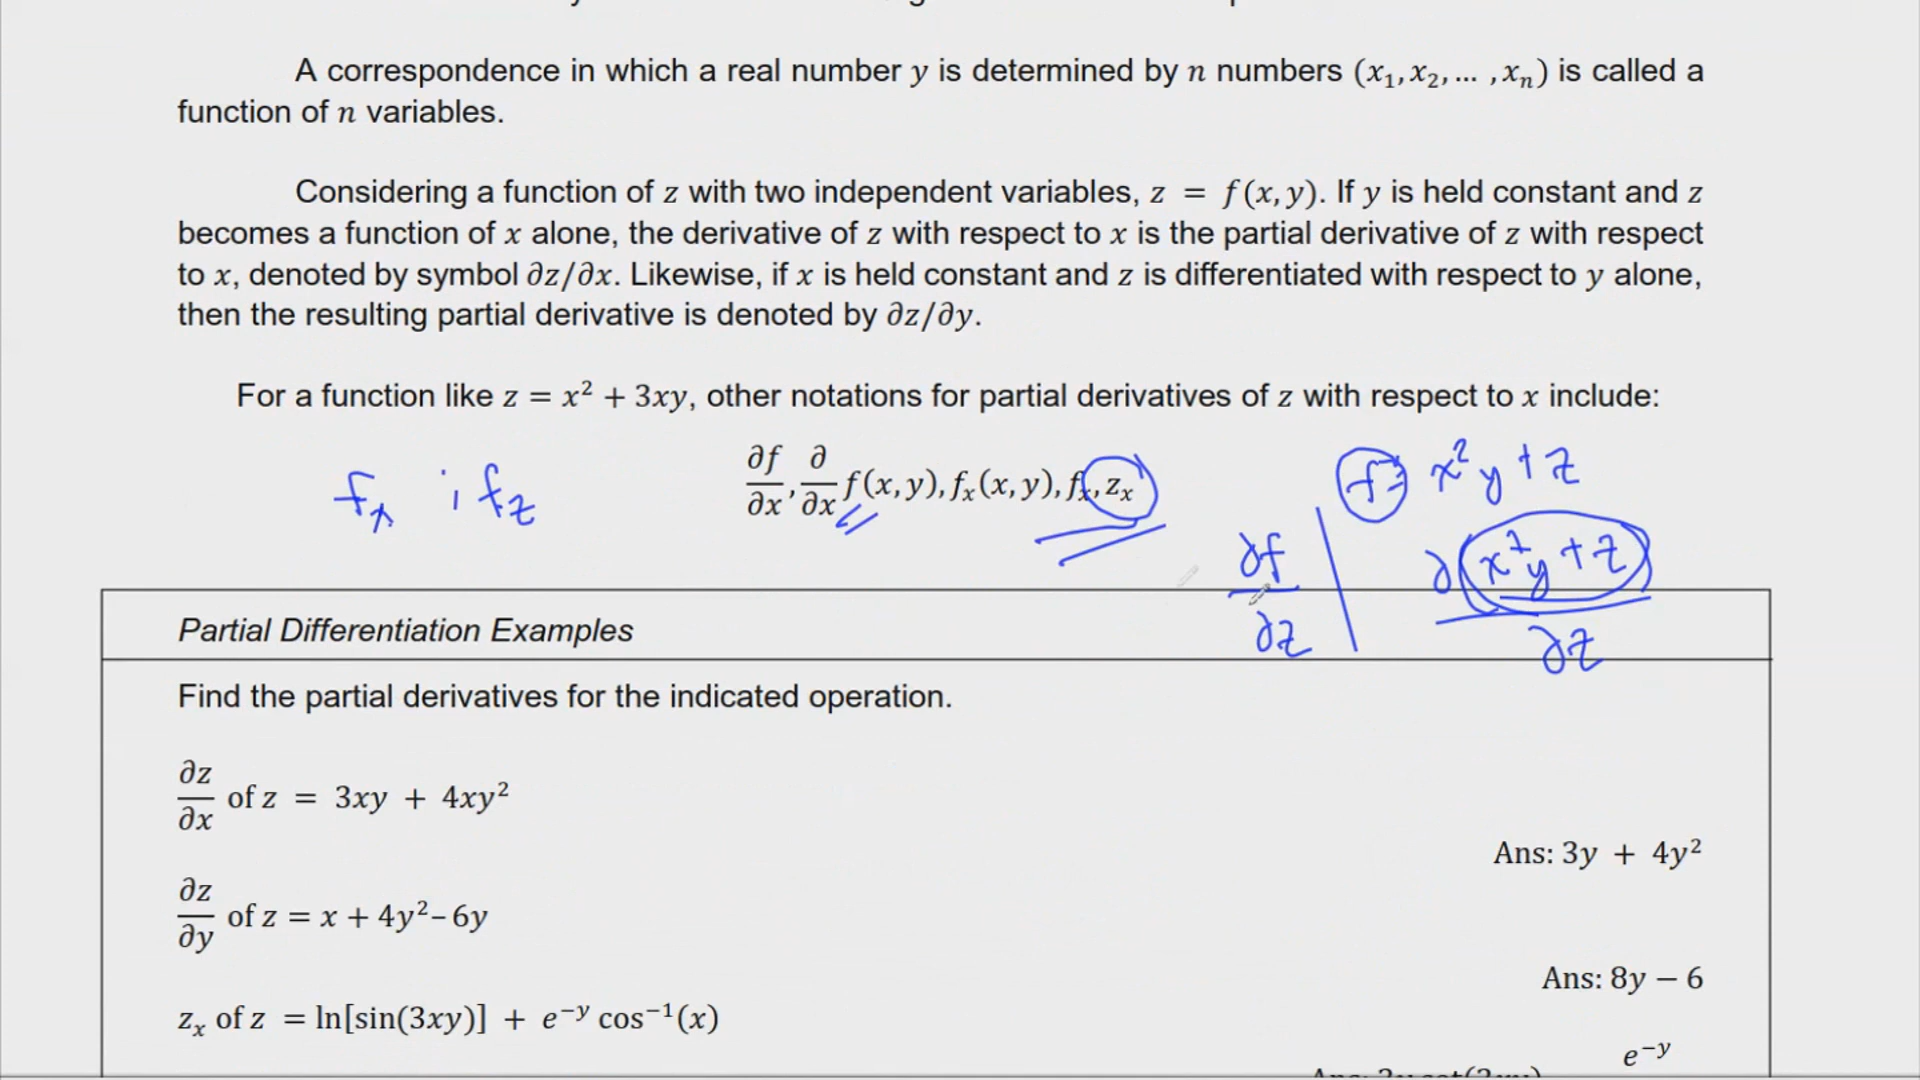 A correspondence in which a real number y is determined by n numbers (x₁, x₂, … , xₙ) is called a
function of n variables.
Considering a function of z with two independent variables, z = f(x, y). If y is held constant and z
becomes a function of x alone, the derivative of z with respect to x is the partial derivative of z with respect
to x, denoted by symbol ∂z/∂x. Likewise, if x is held constant and z is differentiated with respect to y alone,
then the resulting partial derivative is denoted by ∂z/∂y.
For a function like z = x² + 3xy, other notations for partial derivatives of z with respect to x include:
fₓ ; f_z
∂f/∂x, ∂/∂x f(x, y), fₓ(x, y), fₓ, zₓ
f = x²y + z
∂f/∂z
∂(x²y + z)/∂z
Partial Differentiation Examples
Find the partial derivatives for the indicated operation.
∂z/∂x of z = 3xy + 4xy²
Ans: 3y + 4y²
∂z/∂y of z = x + 4y² – 6y
Ans: 8y − 6
zₓ of z = ln[sin(3xy)] + e⁻ʸ cos⁻¹(x)
e⁻ʸ